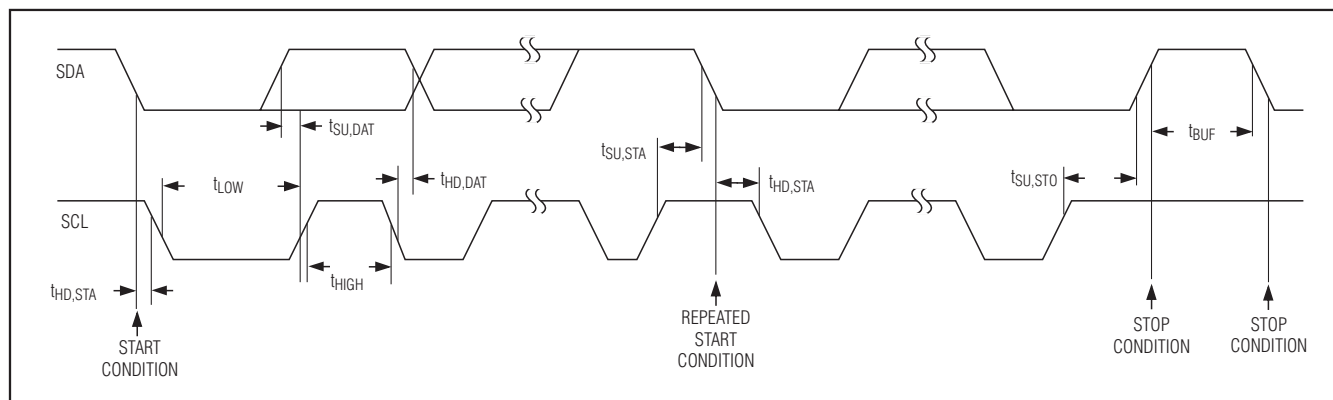 SDA
tSU,DAT
tLOW
tHD,DAT
tSU,STA
tHD,STA
tBUF
tSU,STO
SCL
tHD,STA
tHIGH
START
CONDITION
REPEATED
START
CONDITION
STOP
CONDITION
STOP
CONDITION